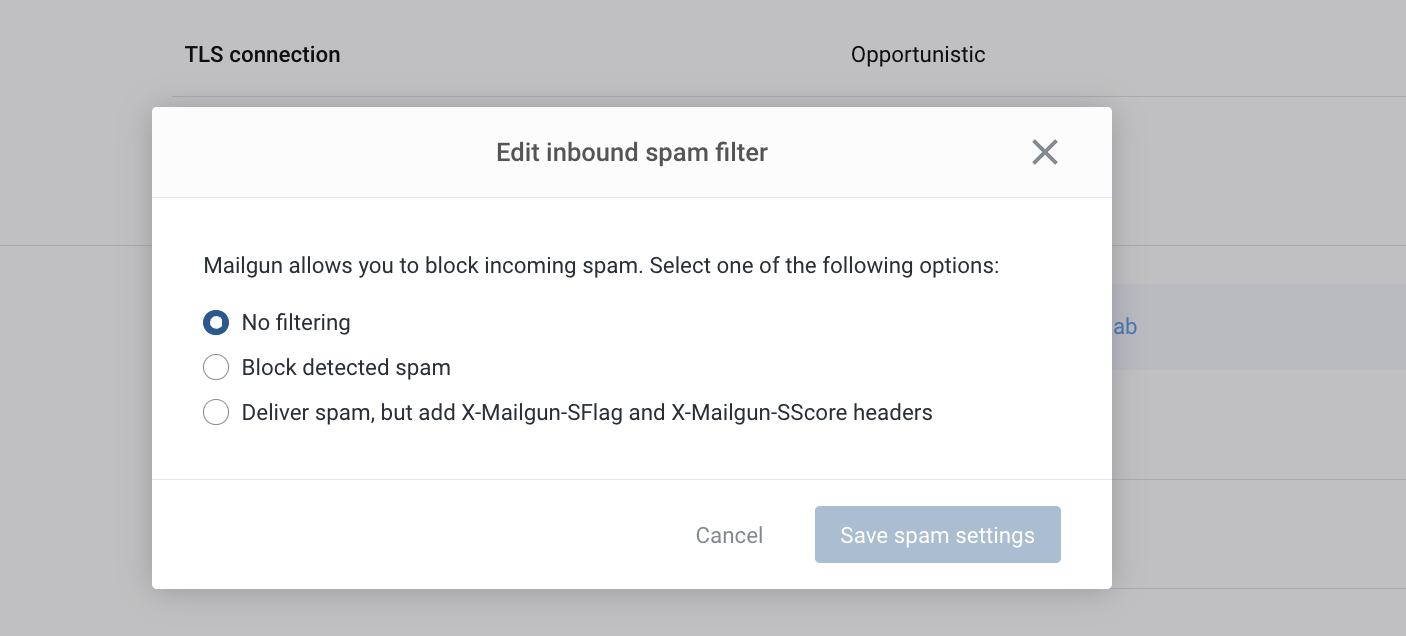 TLS connection
Opportunistic
Edit inbound spam filter
Mailgun allows you to block incoming spam. Select one of the following options:
No filtering
ab
Block detected spam
Deliver spam, but add X-Mailgun-SFlag and X-Mailgun-SScore headers
Cancel
Save spam settings